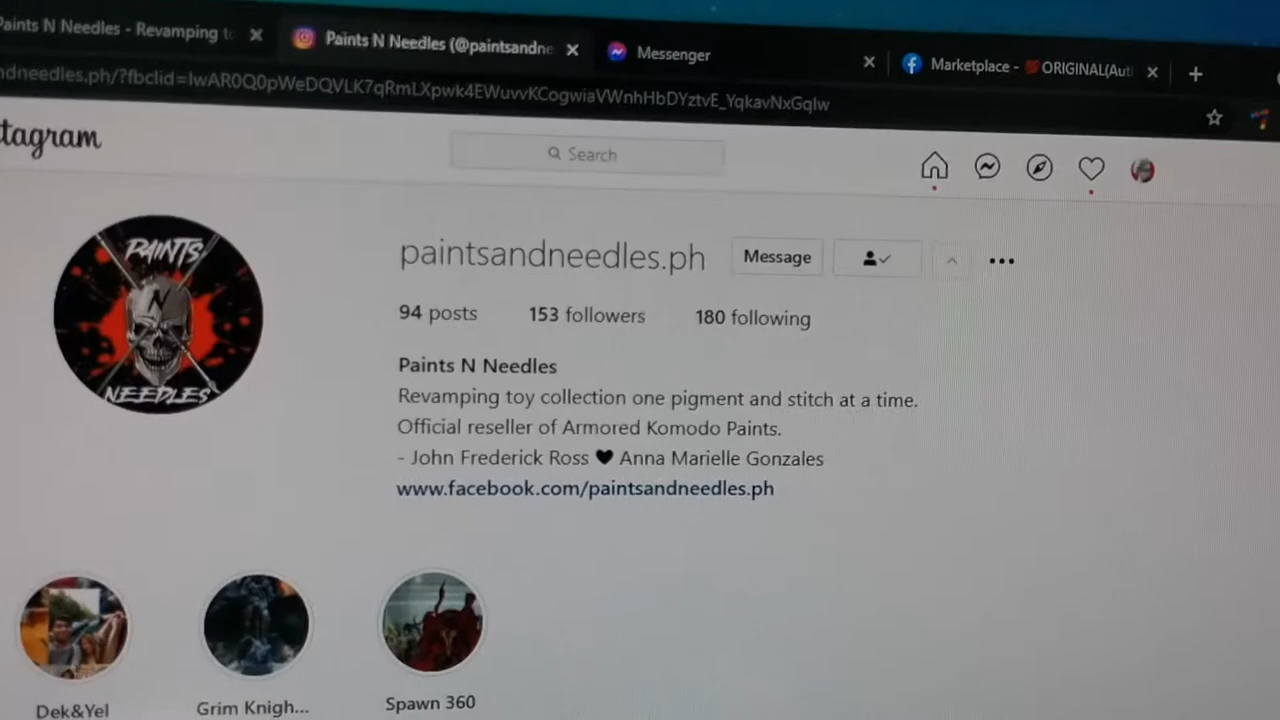 Paints N Needles - Revamping to
Paints N Needles (@paintsandne
Messenger
Marketplace - 💯ORIGINAL(Aut
ndneedles.ph/?fbclid=IwAR0Q0pWeDQVLK7qRmLXpwk4EWuvvKCogwiaVWnhHbDYztvE_YqkavNxGqIw
tagram
Search
PAINTS
N
NEEDLES
paintsandneedles.ph
Message
94 posts 153 followers 180 following
Paints N Needles
Revamping toy collection one pigment and stitch at a time.
Official reseller of Armored Komodo Paints.
- John Frederick Ross 🖤 Anna Marielle Gonzales
www.facebook.com/paintsandneedles.ph
Dek&Yel
Grim Knigh...
Spawn 360